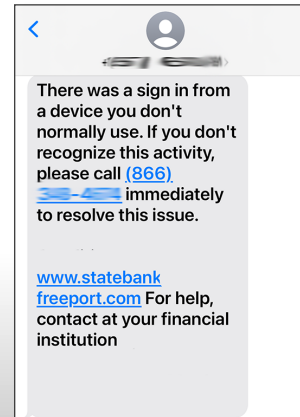 There was a sign in from
a device you don't
normally use. If you don't
recognize this activity,
please call (866)
immediately
to resolve this issue.
www.statebank
freeport.com For help,
contact at your financial
institution